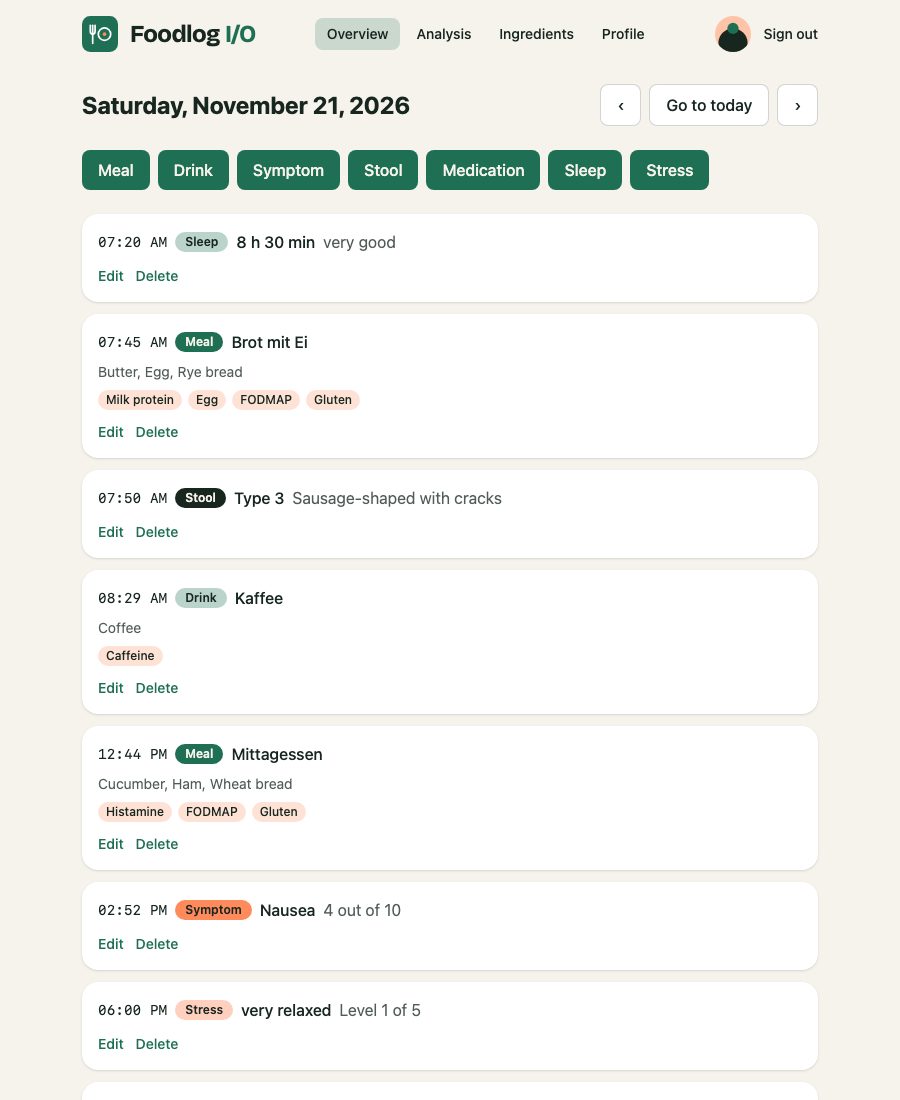 Foodlog I/O Overview Analysis Ingredients Profile Sign out
Saturday, November 21, 2026 ‹ Go to today ›
Meal Drink Symptom Stool Medication Sleep Stress
07:20 AM Sleep 8 h 30 min very good
Edit Delete
07:45 AM Meal Brot mit Ei
Butter, Egg, Rye bread
Milk protein Egg FODMAP Gluten
Edit Delete
07:50 AM Stool Type 3 Sausage-shaped with cracks
Edit Delete
08:29 AM Drink Kaffee
Coffee
Caffeine
Edit Delete
12:44 PM Meal Mittagessen
Cucumber, Ham, Wheat bread
Histamine FODMAP Gluten
Edit Delete
02:52 PM Symptom Nausea 4 out of 10
Edit Delete
06:00 PM Stress very relaxed Level 1 of 5
Edit Delete